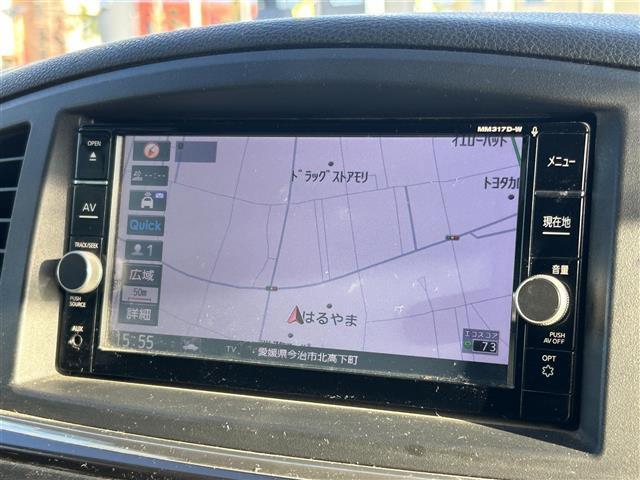 MM317D-W
OPEN
AV
TRACK/SEEK
PUSH
SOURCE
AUX
Quick
1
広域
50m
詳細
15:55
TV
イエローハット
ドラッグストアモリ
トヨタカロ
はるやま
エコスコア
73
愛媛県今治市北高下町
メニュー
現在地
音量
PUSH
AV OFF
OPT